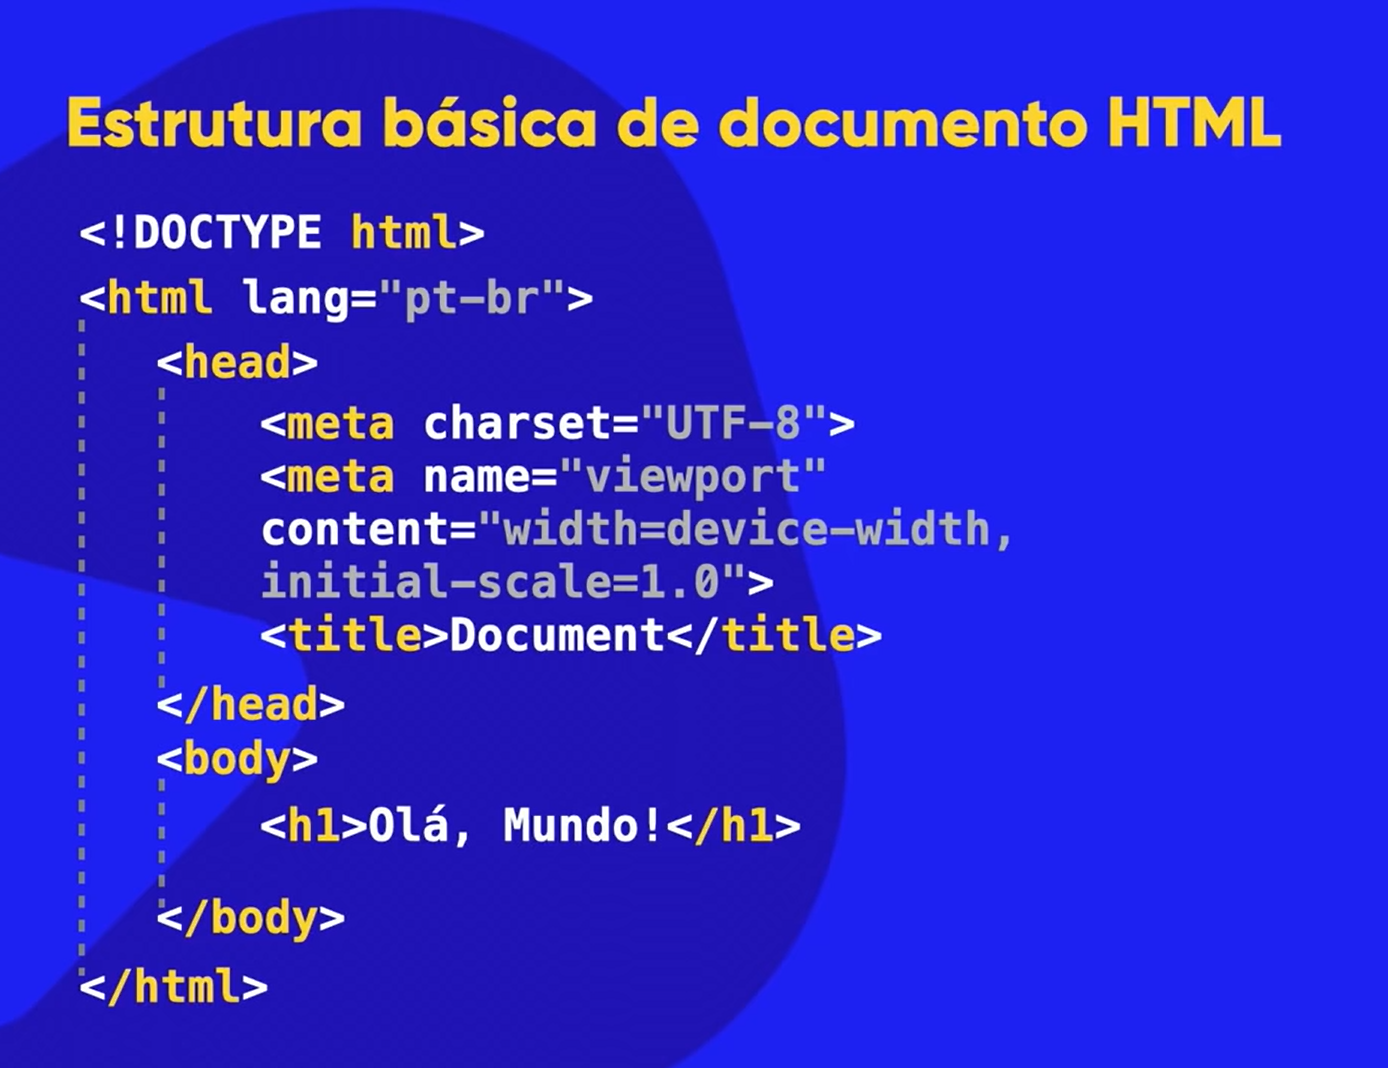 Estrutura básica de documento HTML
<!DOCTYPE html>
<html lang="pt-br">
<head>
<meta charset="UTF-8">
<meta name="viewport"
content="width=device-width,
initial-scale=1.0">
<title>Document</title>
</head>
<body>
<h1>Olá, Mundo!</h1>
</body>
</html>